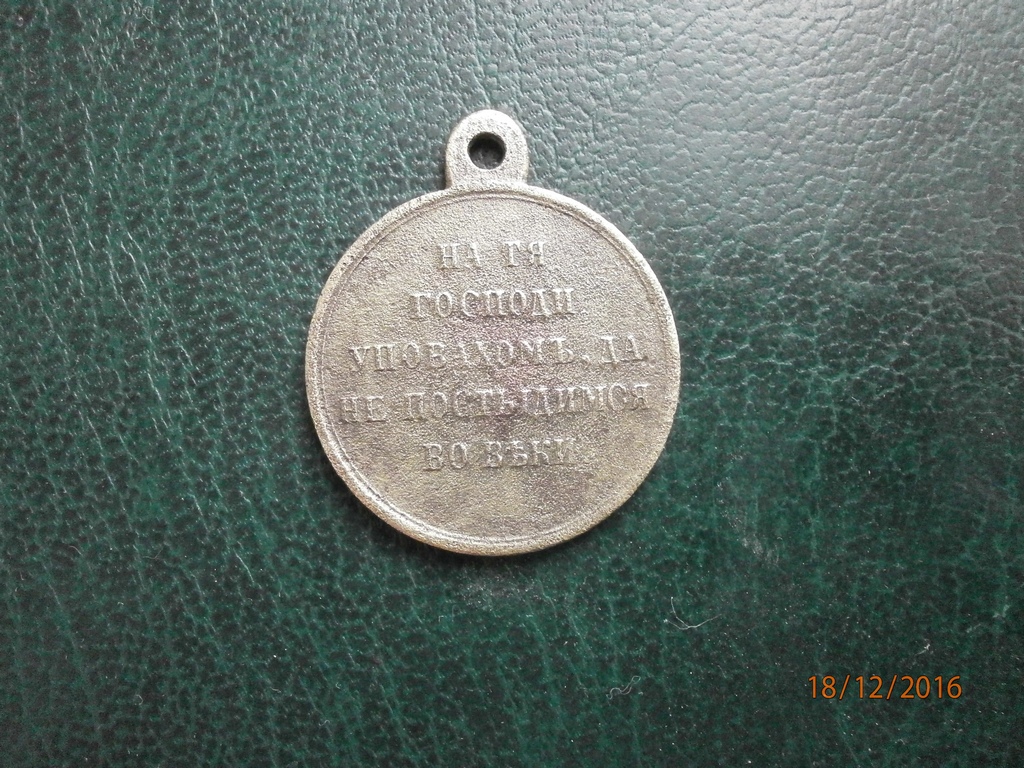 НА ТЯ
ГОСПОДИ
УПОВАХОМЪ, ДА
НЕ ПОСТЫДИМСЯ
ВО ВѢКИ.
18/12/2016